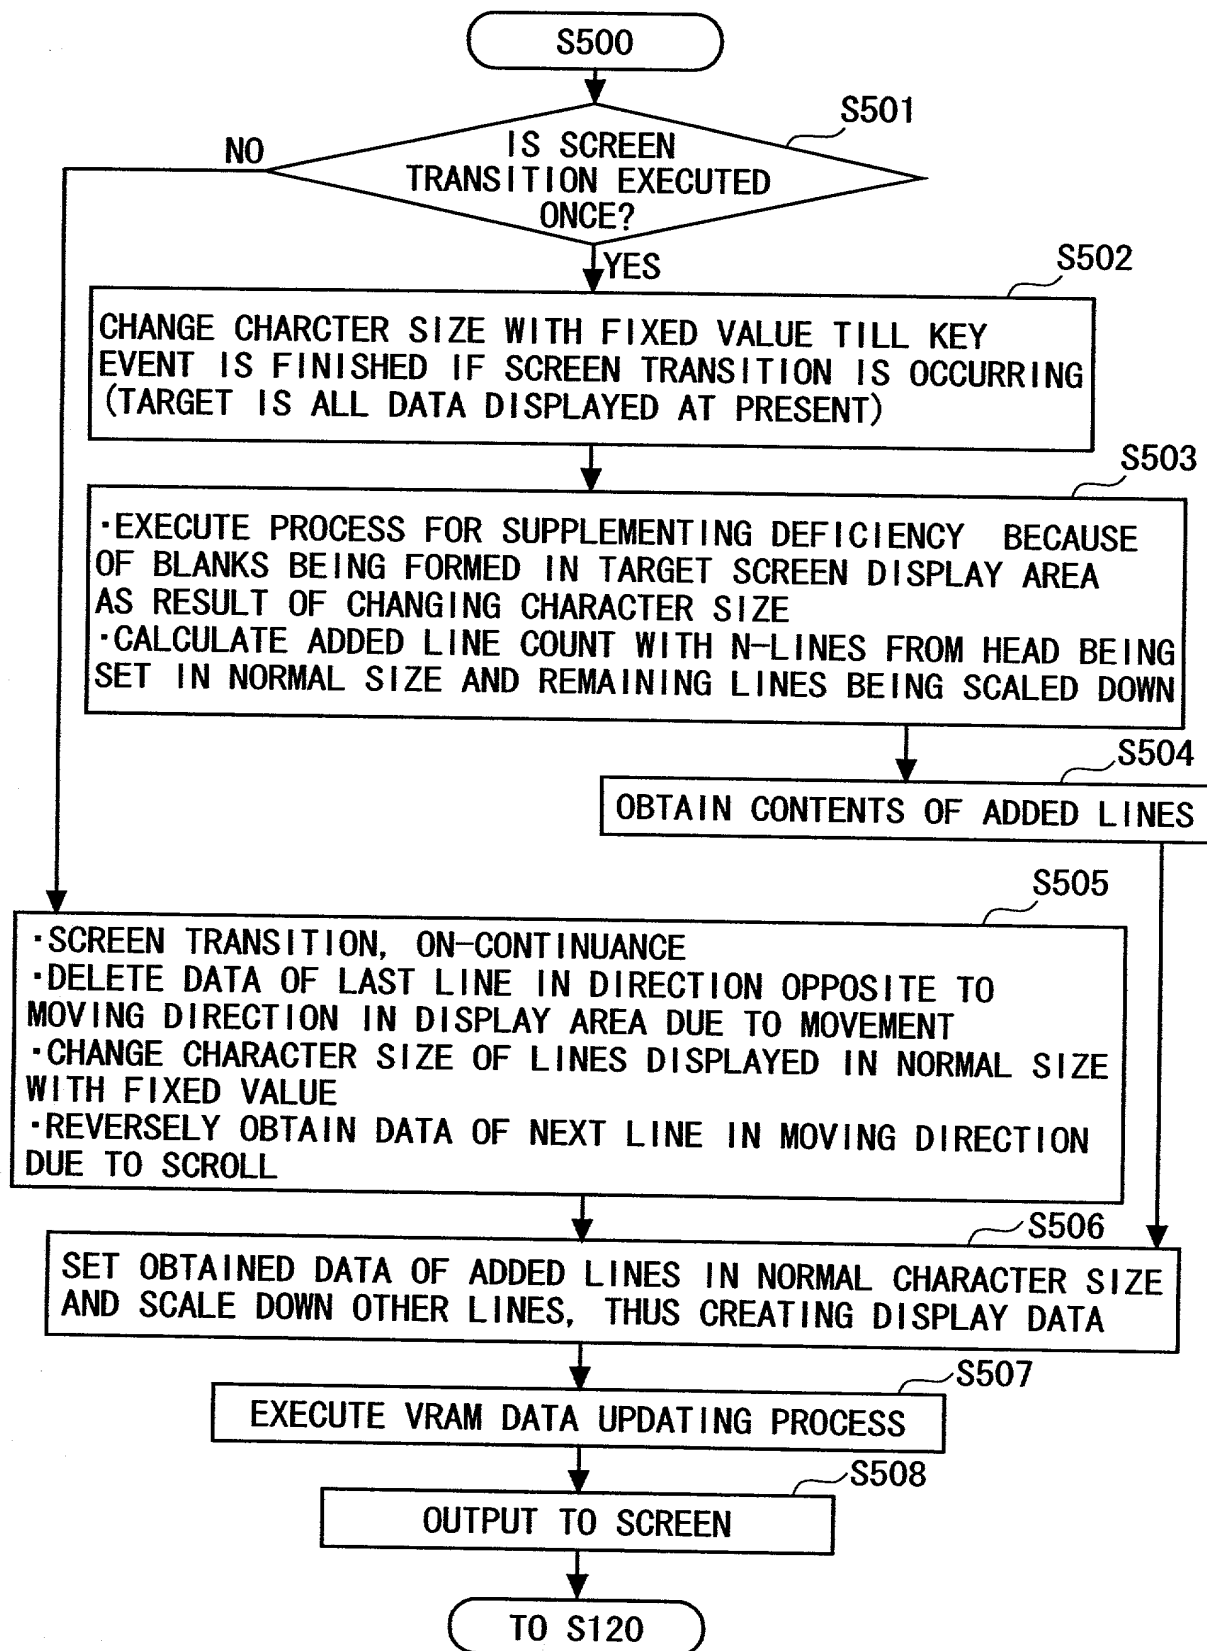 S500
S501
NO
IS SCREEN
TRANSITION EXECUTED
ONCE?
YES
S502
CHANGE CHARCTER SIZE WITH FIXED VALUE TILL KEY
EVENT IS FINISHED IF SCREEN TRANSITION IS OCCURRING
(TARGET IS ALL DATA DISPLAYED AT PRESENT)
S503
·EXECUTE PROCESS FOR SUPPLEMENTING DEFICIENCY BECAUSE
OF BLANKS BEING FORMED IN TARGET SCREEN DISPLAY AREA
AS RESULT OF CHANGING CHARACTER SIZE
·CALCULATE ADDED LINE COUNT WITH N-LINES FROM HEAD BEING
SET IN NORMAL SIZE AND REMAINING LINES BEING SCALED DOWN
S504
OBTAIN CONTENTS OF ADDED LINES
S505
·SCREEN TRANSITION, ON-CONTINUANCE
·DELETE DATA OF LAST LINE IN DIRECTION OPPOSITE TO
MOVING DIRECTION IN DISPLAY AREA DUE TO MOVEMENT
·CHANGE CHARACTER SIZE OF LINES DISPLAYED IN NORMAL SIZE
WITH FIXED VALUE
·REVERSELY OBTAIN DATA OF NEXT LINE IN MOVING DIRECTION
DUE TO SCROLL
S506
SET OBTAINED DATA OF ADDED LINES IN NORMAL CHARACTER SIZE
AND SCALE DOWN OTHER LINES, THUS CREATING DISPLAY DATA
S507
EXECUTE VRAM DATA UPDATING PROCESS
S508
OUTPUT TO SCREEN
TO S120